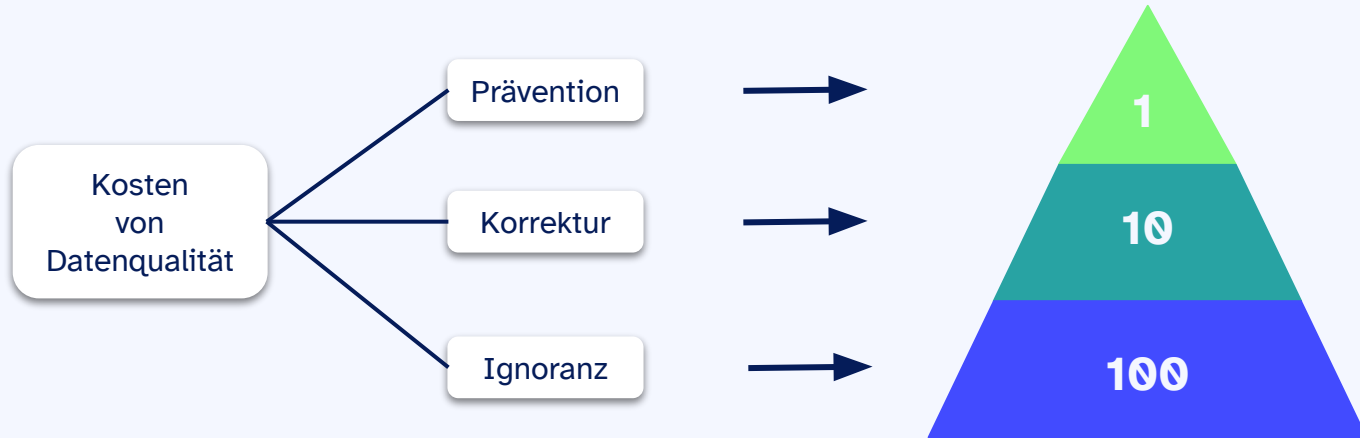 Kosten
von
Datenqualität
Prävention
1
Korrektur
10
Ignoranz
100